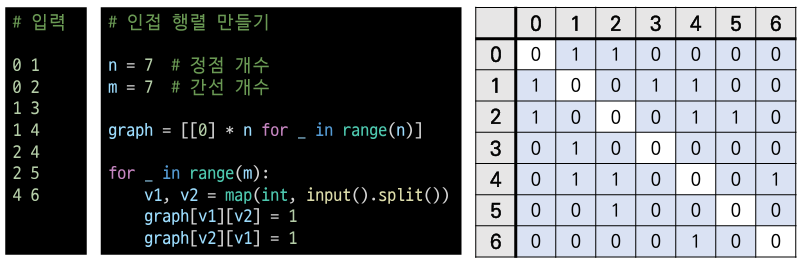 # 입력
0 1
0 2
1 3
1 4
2 4
2 5
4 6
# 인접 행렬 만들기
n = 7  # 정점 개수
m = 7  # 간선 개수
graph = [[0] * n for _ in range(n)]
for _ in range(m):
    v1, v2 = map(int, input().split())
    graph[v1][v2] = 1
    graph[v2][v1] = 1
0 1 2 3 4 5 6
0 0 1 1 0 0 0 0
1 1 0 0 1 1 0 0
2 1 0 0 0 1 1 0
3 0 1 0 0 0 0 0
4 0 1 1 0 0 0 1
5 0 0 1 0 0 0 0
6 0 0 0 0 1 0 0